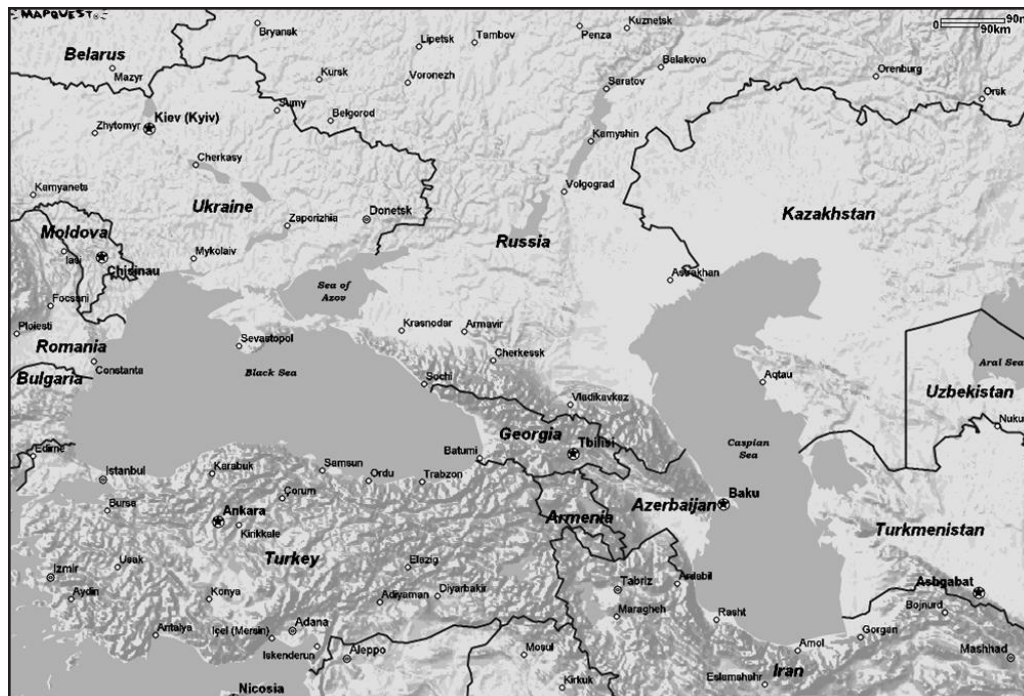 MAPQUEST
0 90m
90km
Bryansk
Lipetsk
Tambov
Penza
Kuznetsk
Belarus
Mazyr
Kursk
Voronezh
Saratov
Balakovo
Orenburg
Orsk
Kiev (Kyiv)
Zhytomyr
Sumy
Belgorod
Kamyshin
Cherkasy
Kamyanets
Volgograd
Ukraine
Zaporizhia
Donetsk
Kazakhstan
Moldova
Iasi
Chisinau
Mykolaiv
Russia
Astrakhan
Sea of
Azov
Focsani
Ploiesti
Romania
Constanta
Bulgaria
Sevastopol
Black Sea
Krasnodar
Armavir
Cherkessk
Sochi
Vladikavkaz
Aqtau
Aral Sea
Uzbekistan
Nuku
Georgia
Tbilisi
Batumi
Caspian
Sea
Edirne
Istanbul
Karabuk
Samsun
Ordu
Trabzon
Bursa
Corum
Ankara
Kirikkale
Armenia
Azerbaijan
Baku
Turkmenistan
Usak
Turkey
Elazig
Izmir
Aydin
Konya
Adiyaman
Diyarbakir
Tabriz
Ardabil
Maragheh
Rasht
Asbgabat
Bojnurd
Antalya
Içel (Mersin)
Adana
Iskenderun
Aleppo
Mosul
Kirkuk
Amol
Gorgan
Mashhad
Eslamshahr
Iran
Nicosia